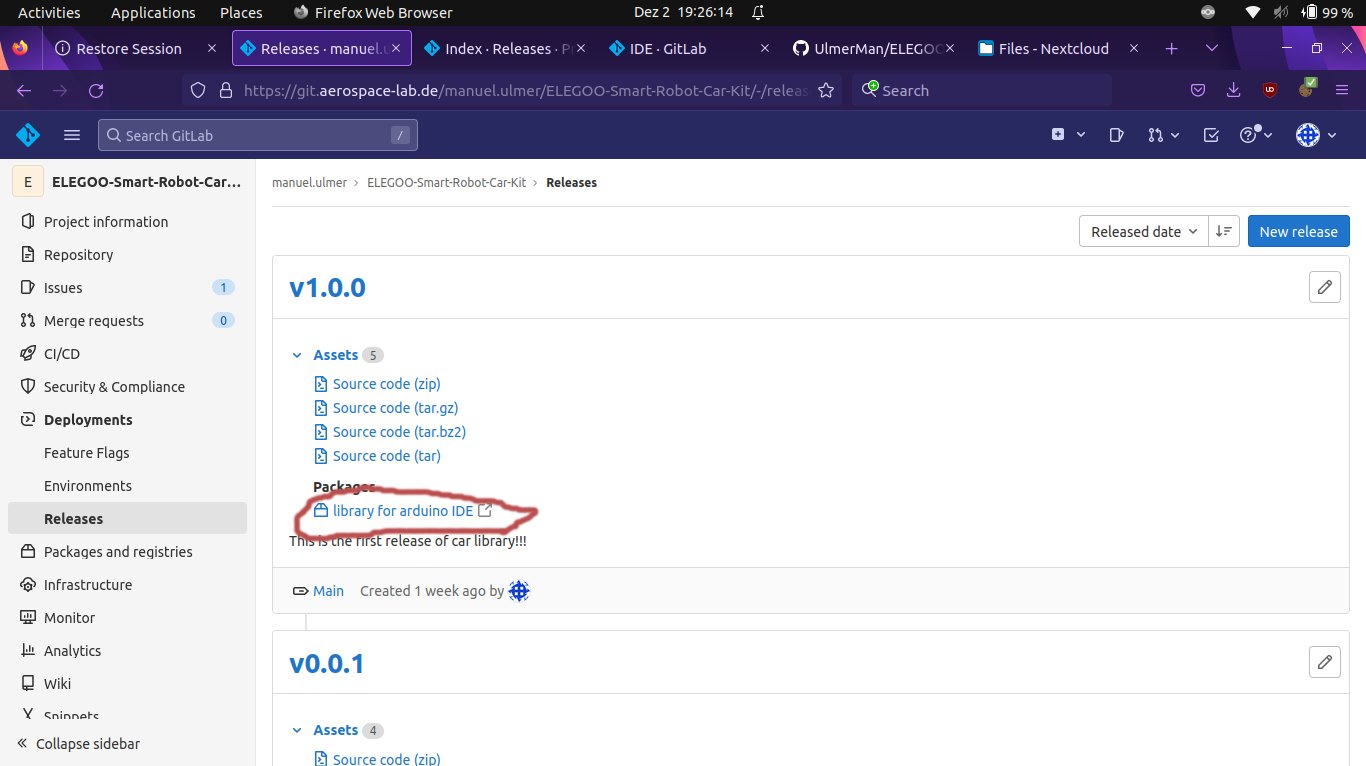 Activities Applications Places Firefox Web Browser Dez 2 19:26:14 99 %
Restore Session Releases · manuel.u Index · Releases · P IDE · GitLab UlmerMan/ELEGOO Files - Nextcloud
https://git.aerospace-lab.de/manuel.ulmer/ELEGOO-Smart-Robot-Car-Kit/-/releas Search
Search GitLab /
E ELEGOO-Smart-Robot-Car...
Project information
Repository
Issues 1
Merge requests 0
CI/CD
Security & Compliance
Deployments
Feature Flags
Environments
Releases
Packages and registries
Infrastructure
Monitor
Analytics
Wiki
Snippets
Collapse sidebar
manuel.ulmer › ELEGOO-Smart-Robot-Car-Kit › Releases
Released date New release
v1.0.0
Assets 5
Source code (zip)
Source code (tar.gz)
Source code (tar.bz2)
Source code (tar)
Packages
library for arduino IDE
This is the first release of car library!!!
Main Created 1 week ago by
v0.0.1
Assets 4
Source code (zip)